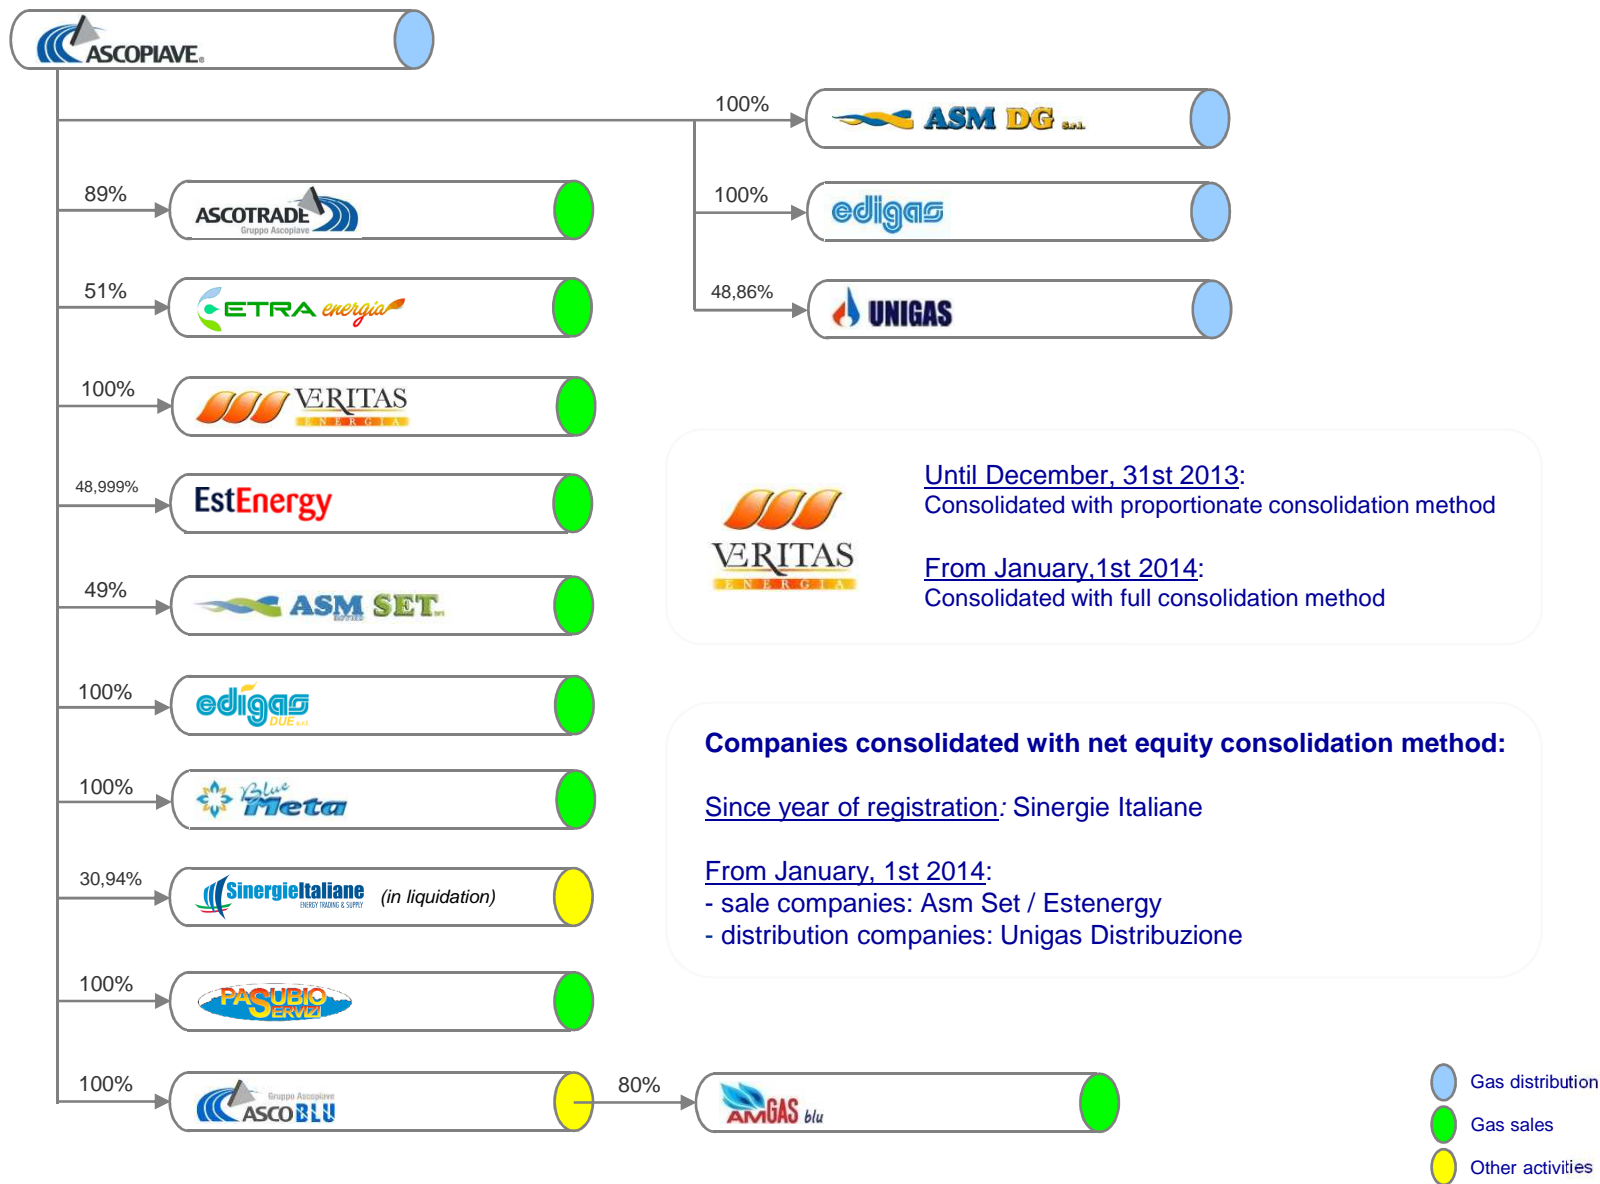 ASCOPIAVE®
100%
ASM DG S.r.l.
89%
ASCOTRADE
Gruppo Ascopiave
100%
edigas
51%
ETRA energia
48,86%
UNIGAS
100%
VERITAS
ENERGIA
48,999%
EstEnergy
VERITAS
ENERGIA
Until December, 31st 2013:
Consolidated with proportionate consolidation method
From January,1st 2014:
Consolidated with full consolidation method
49%
ASM SET
100%
edigas
DUE s.r.l.
100%
Blue
Meta
30,94%
SinergieItaliane
ENERGY TRADING & SUPPLY
(in liquidation)
Companies consolidated with net equity consolidation method:
Since year of registration: Sinergie Italiane
From January, 1st 2014:
- sale companies: Asm Set / Estenergy
- distribution companies: Unigas Distribuzione
100%
PASUBIO
SERVIZI
100%
Gruppo Ascopiave
ASCOBLU
80%
AMGAS blu
Gas distribution
Gas sales
Other activities